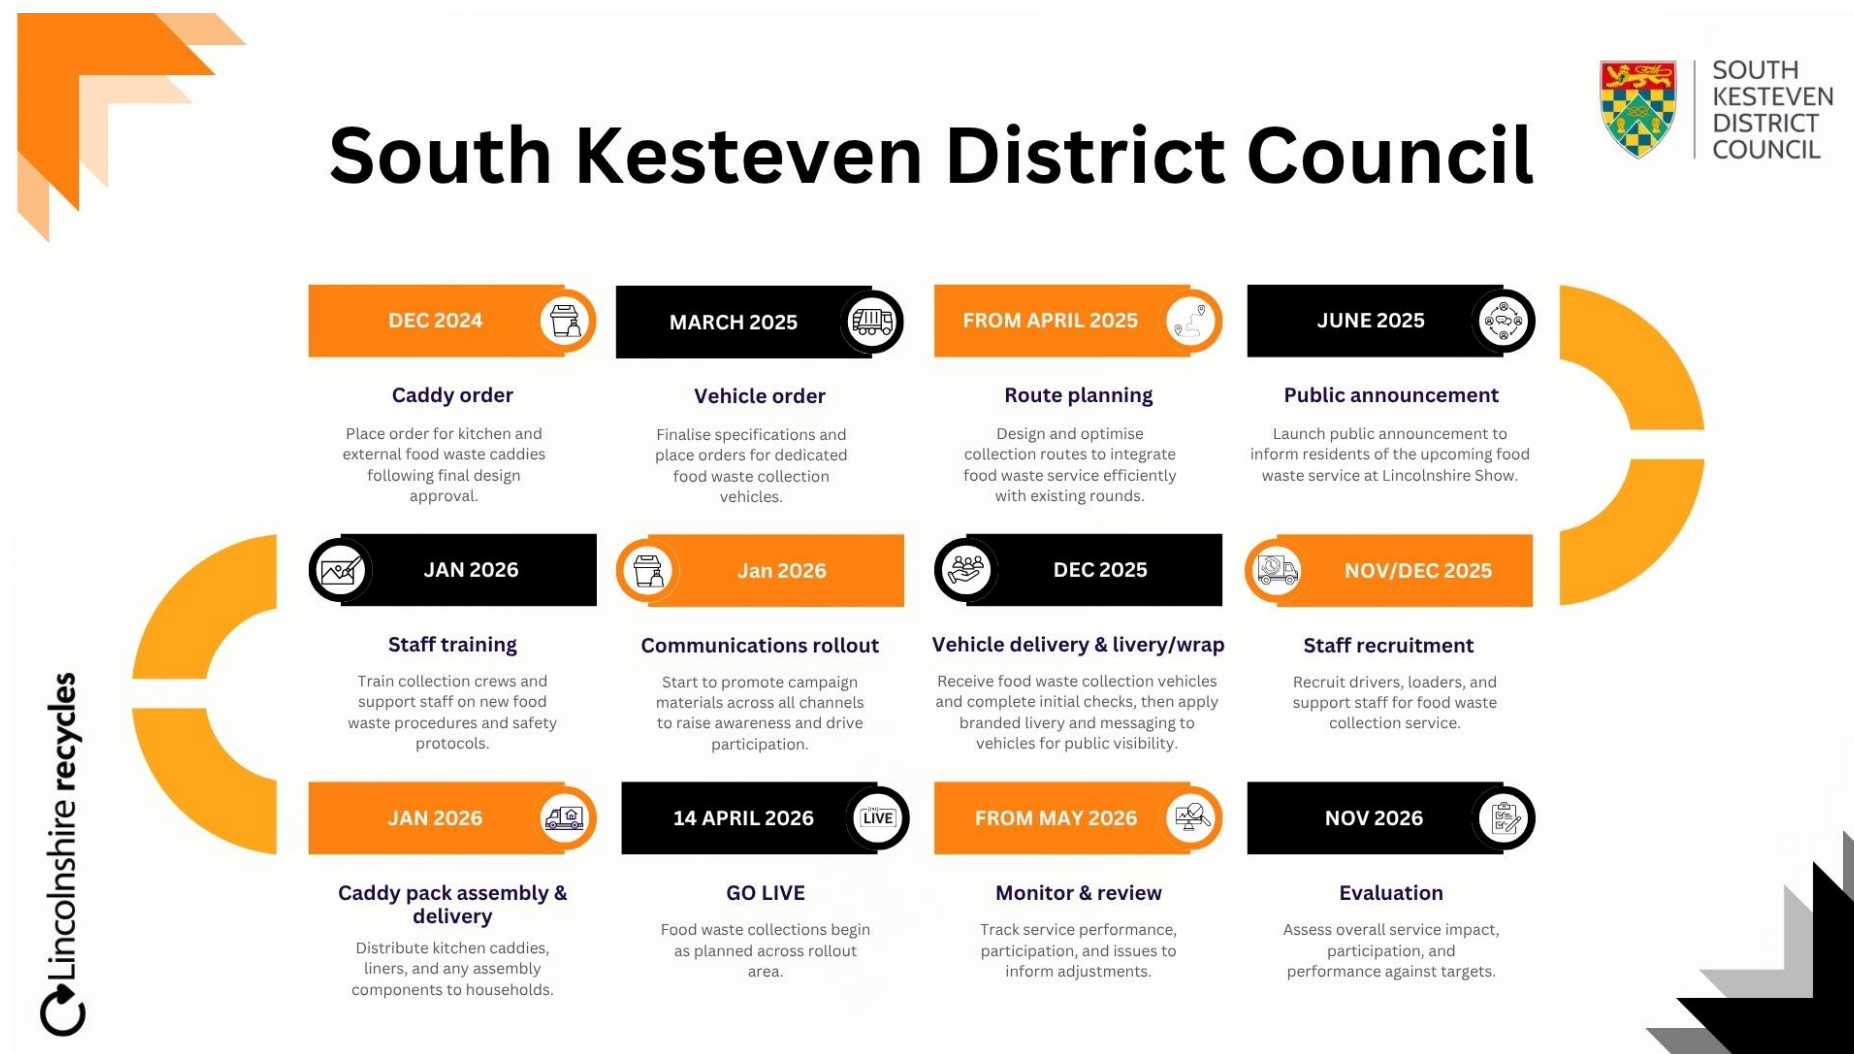 South Kesteven District Council
SOUTH
KESTEVEN
DISTRICT
COUNCIL
DEC 2024
Caddy order
Place order for kitchen and
external food waste caddies
following final design
approval.
MARCH 2025
Vehicle order
Finalise specifications and
place orders for dedicated
food waste collection
vehicles.
FROM APRIL 2025
Route planning
Design and optimise
collection routes to integrate
food waste service efficiently
with existing rounds.
JUNE 2025
Public announcement
Launch public announcement to
inform residents of the upcoming food
waste service at Lincolnshire Show.
JAN 2026
Staff training
Train collection crews and
support staff on new food
waste procedures and safety
protocols.
Jan 2026
Communications rollout
Start to promote campaign
materials across all channels
to raise awareness and drive
participation.
DEC 2025
Vehicle delivery & livery/wrap
Receive food waste collection vehicles
and complete initial checks, then apply
branded livery and messaging to
vehicles for public visibility.
NOV/DEC 2025
Staff recruitment
Recruit drivers, loaders, and
support staff for food waste
collection service.
JAN 2026
Caddy pack assembly &
delivery
Distribute kitchen caddies,
liners, and any assembly
components to households.
14 APRIL 2026
LIVE
GO LIVE
Food waste collections begin
as planned across rollout
area.
FROM MAY 2026
Monitor & review
Track service performance,
participation, and issues to
inform adjustments.
NOV 2026
Evaluation
Assess overall service impact,
participation, and
performance against targets.
Lincolnshire recycles